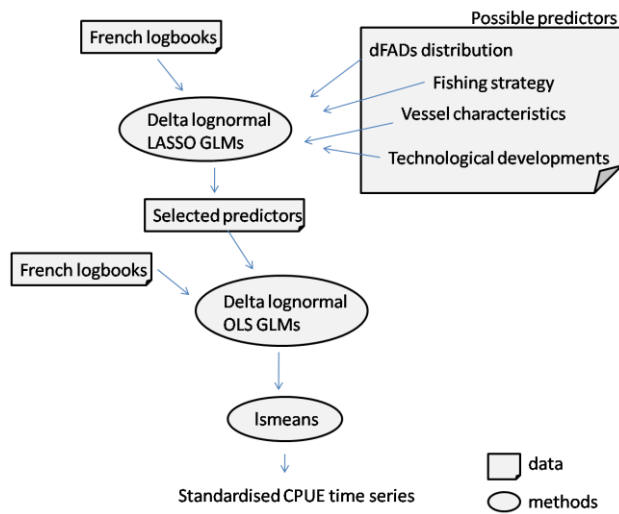 Possible predictors
French logbooks
dFADs distribution
Fishing strategy
Vessel characteristics
Technological developments
Delta lognormal
LASSO GLMs
Selected predictors
French logbooks
Delta lognormal
OLS GLMs
lsmeans
Standardised CPUE time series
data
methods